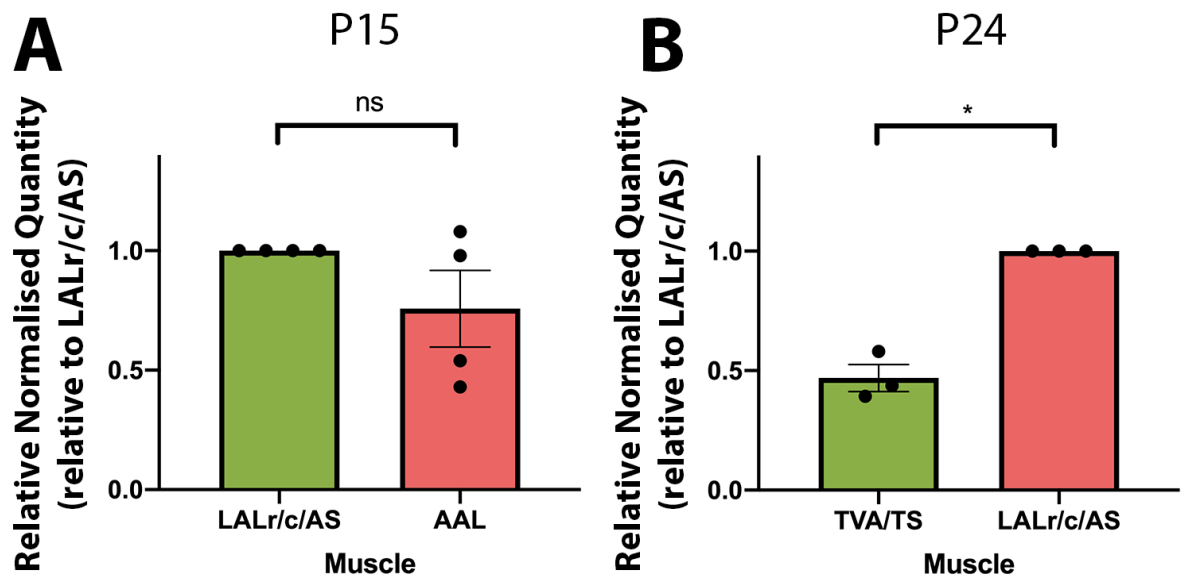 A
P15
Relative Normalised Quantity
(relative to LALr/c/AS)
ns
1.0
0.5
0.0
LALr/c/AS AAL
Muscle
B
P24
Relative Normalised Quantity
(relative to LALr/c/AS)
*
1.0
0.5
0.0
TVA/TS LALr/c/AS
Muscle